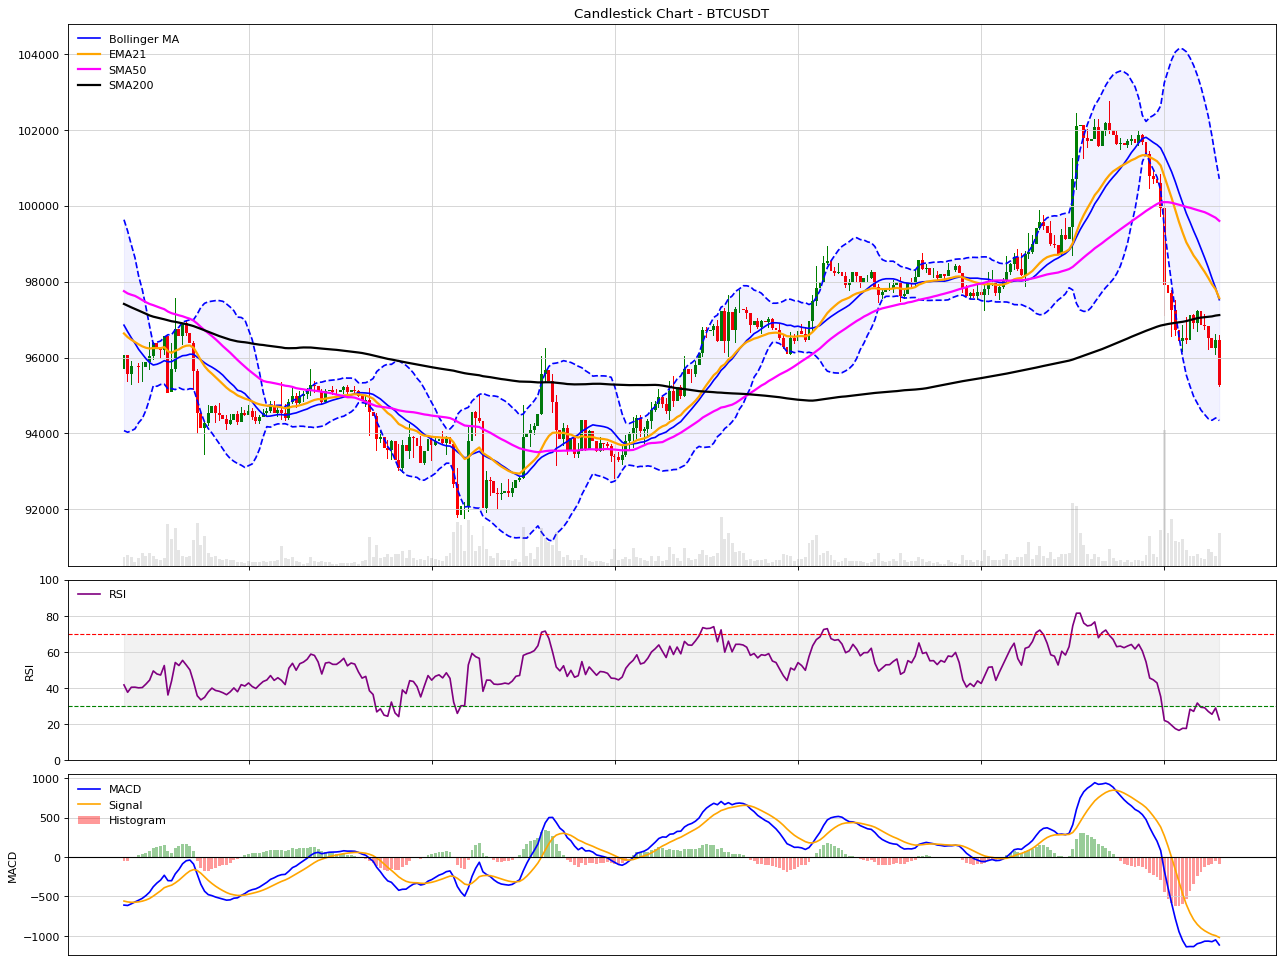 Candlestick Chart - BTCUSDT
Bollinger MA
EMA21
SMA50
SMA200
104000
102000
100000
98000
96000
94000
92000
RSI
100
80
60
40
20
0
RSI
MACD
Signal
Histogram
1000
500
0
−500
−1000
MACD